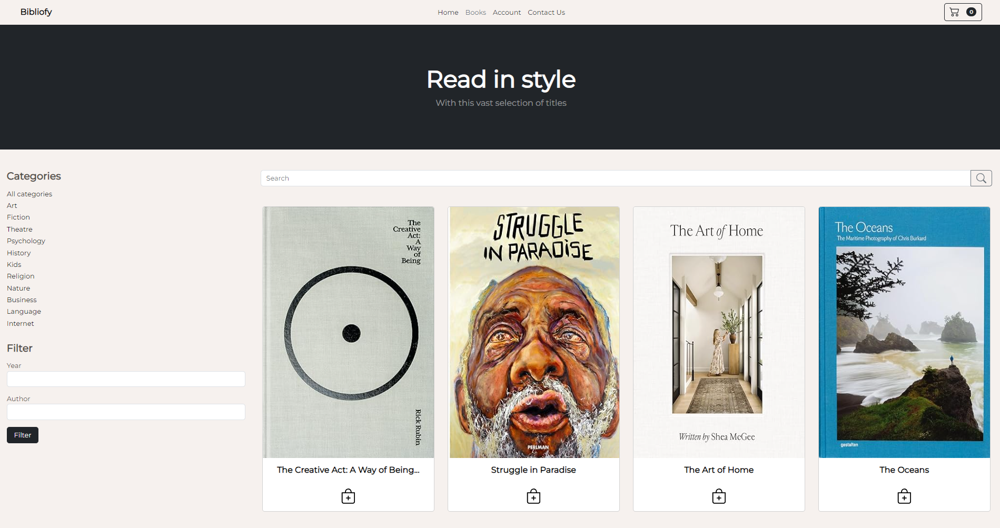 Bibliofy
Home Books Account Contact Us
0
Read in style
With this vast selection of titles
Categories
All categories
Art
Fiction
Theatre
Psychology
History
Kids
Religion
Nature
Business
Language
Internet
Filter
Year
Author
Filter
Search
The
Creative
Act:
A
Way
of
Being
Rick Rubin
The Creative Act: A Way of Being...
STRUGGLE
IN PARADISE
PERLMAN
Struggle in Paradise
The Art of Home
Written by Shea McGee
The Art of Home
The Oceans
The Maritime Photography of Chris Burkard
gestalten
The Oceans